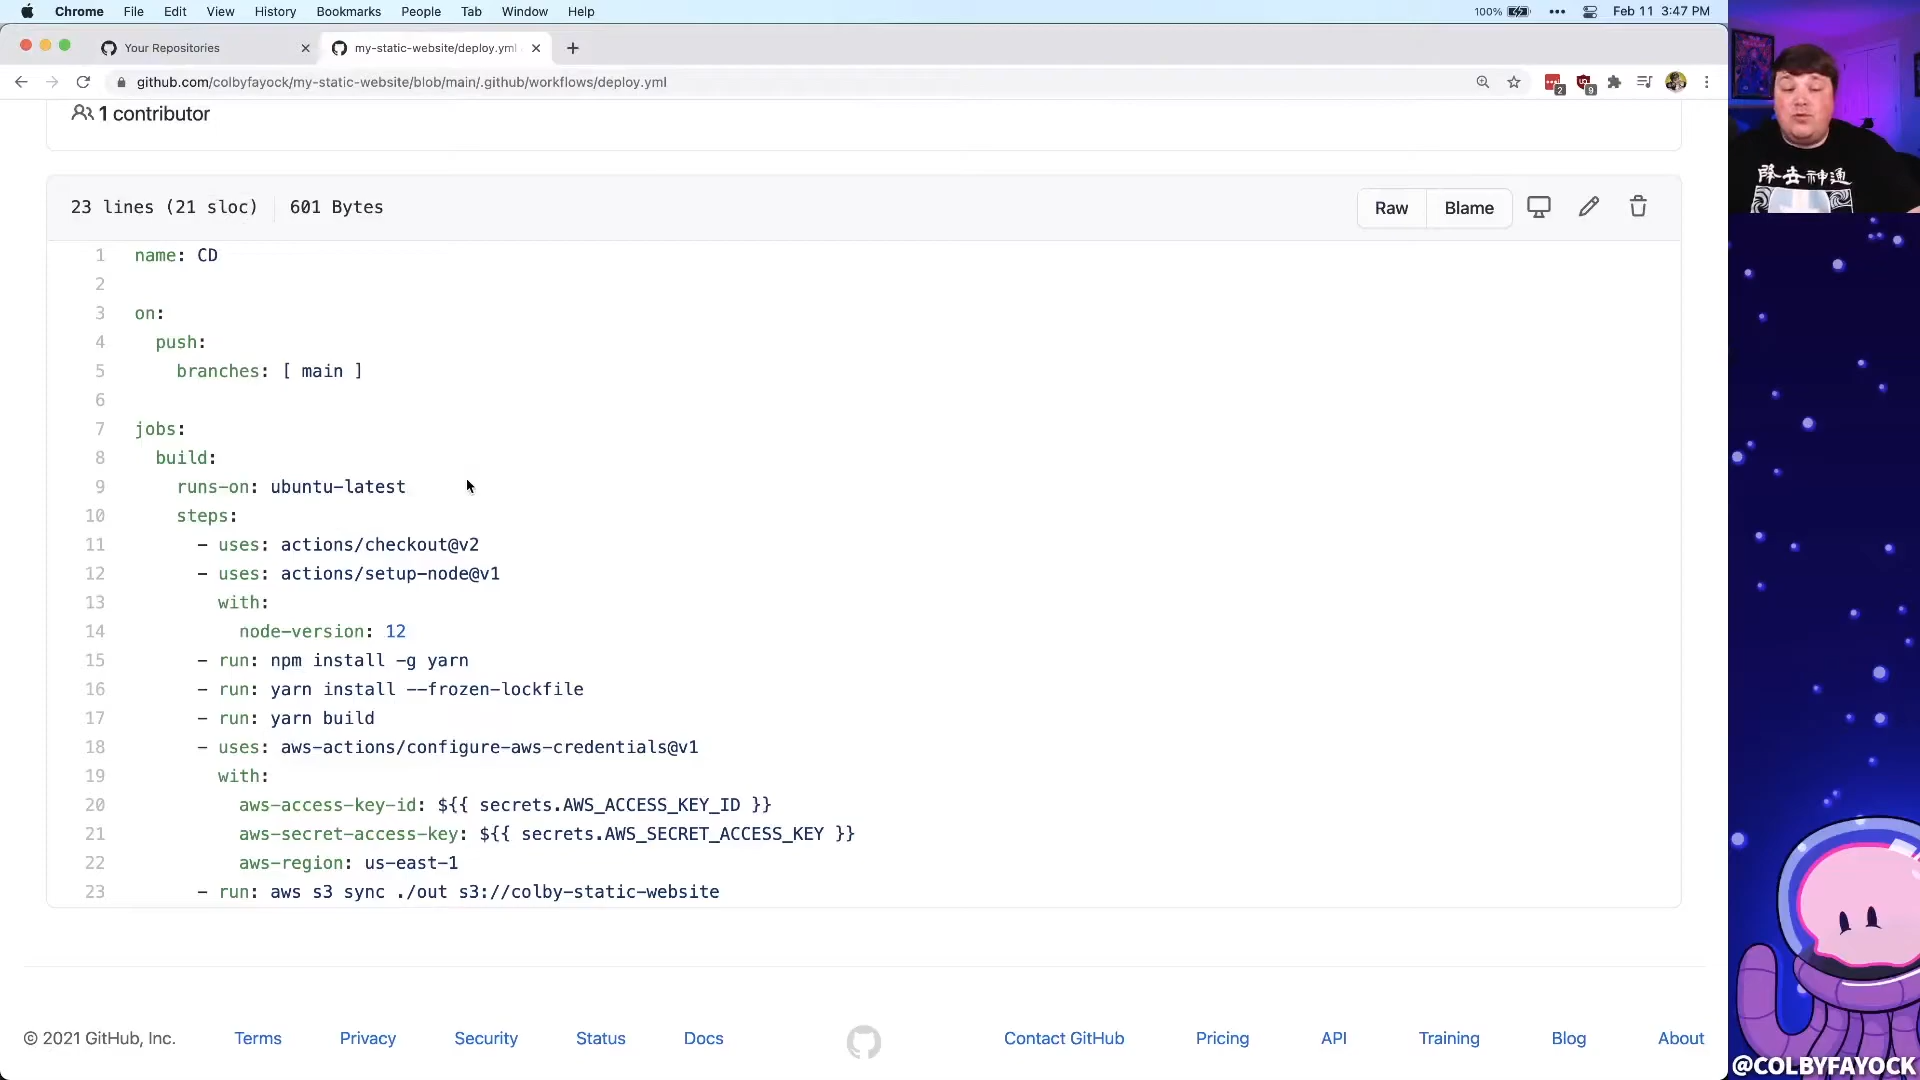 Chrome File Edit View History Bookmarks People Tab Window Help 100% Feb 11 3:47 PM
Your Repositories my-static-website/deploy.yml
github.com/colbyfayock/my-static-website/blob/main/.github/workflows/deploy.yml 2 9
1 contributor
23 lines (21 sloc) 601 Bytes Raw Blame
1 name: CD
2
3 on:
4 push:
5 branches: [ main ]
6
7 jobs:
8 build:
9 runs-on: ubuntu-latest
10 steps:
11 - uses: actions/checkout@v2
12 - uses: actions/setup-node@v1
13 with:
14 node-version: 12
15 - run: npm install -g yarn
16 - run: yarn install --frozen-lockfile
17 - run: yarn build
18 - uses: aws-actions/configure-aws-credentials@v1
19 with:
20 aws-access-key-id: ${{ secrets.AWS_ACCESS_KEY_ID }}
21 aws-secret-access-key: ${{ secrets.AWS_SECRET_ACCESS_KEY }}
22 aws-region: us-east-1
23 - run: aws s3 sync ./out s3://colby-static-website
© 2021 GitHub, Inc. Terms Privacy Security Status Docs Contact GitHub Pricing API Training Blog About
@COLBYFAYOCK